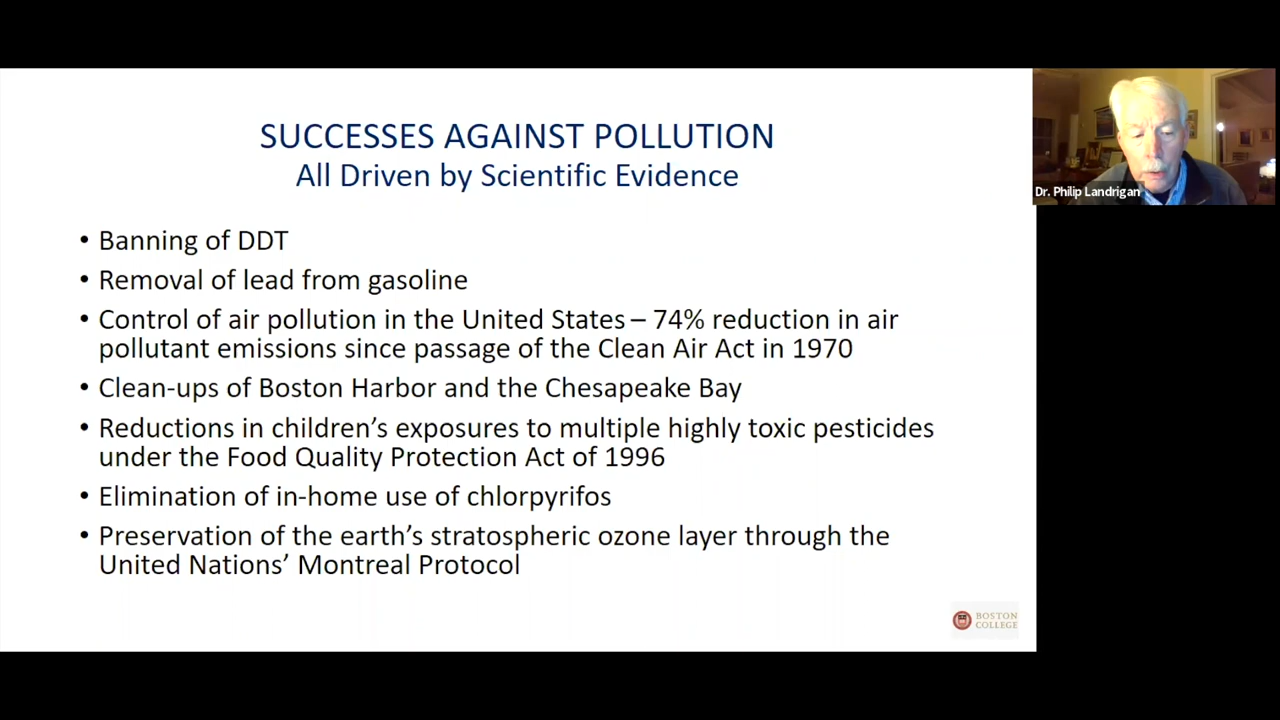 SUCCESSES AGAINST POLLUTION
All Driven by Scientific Evidence
• Banning of DDT
• Removal of lead from gasoline
• Control of air pollution in the United States – 74% reduction in air
pollutant emissions since passage of the Clean Air Act in 1970
• Clean-ups of Boston Harbor and the Chesapeake Bay
• Reductions in children’s exposures to multiple highly toxic pesticides
under the Food Quality Protection Act of 1996
• Elimination of in-home use of chlorpyrifos
• Preservation of the earth’s stratospheric ozone layer through the
United Nations’ Montreal Protocol
BOSTON
COLLEGE
Dr. Philip Landrigan